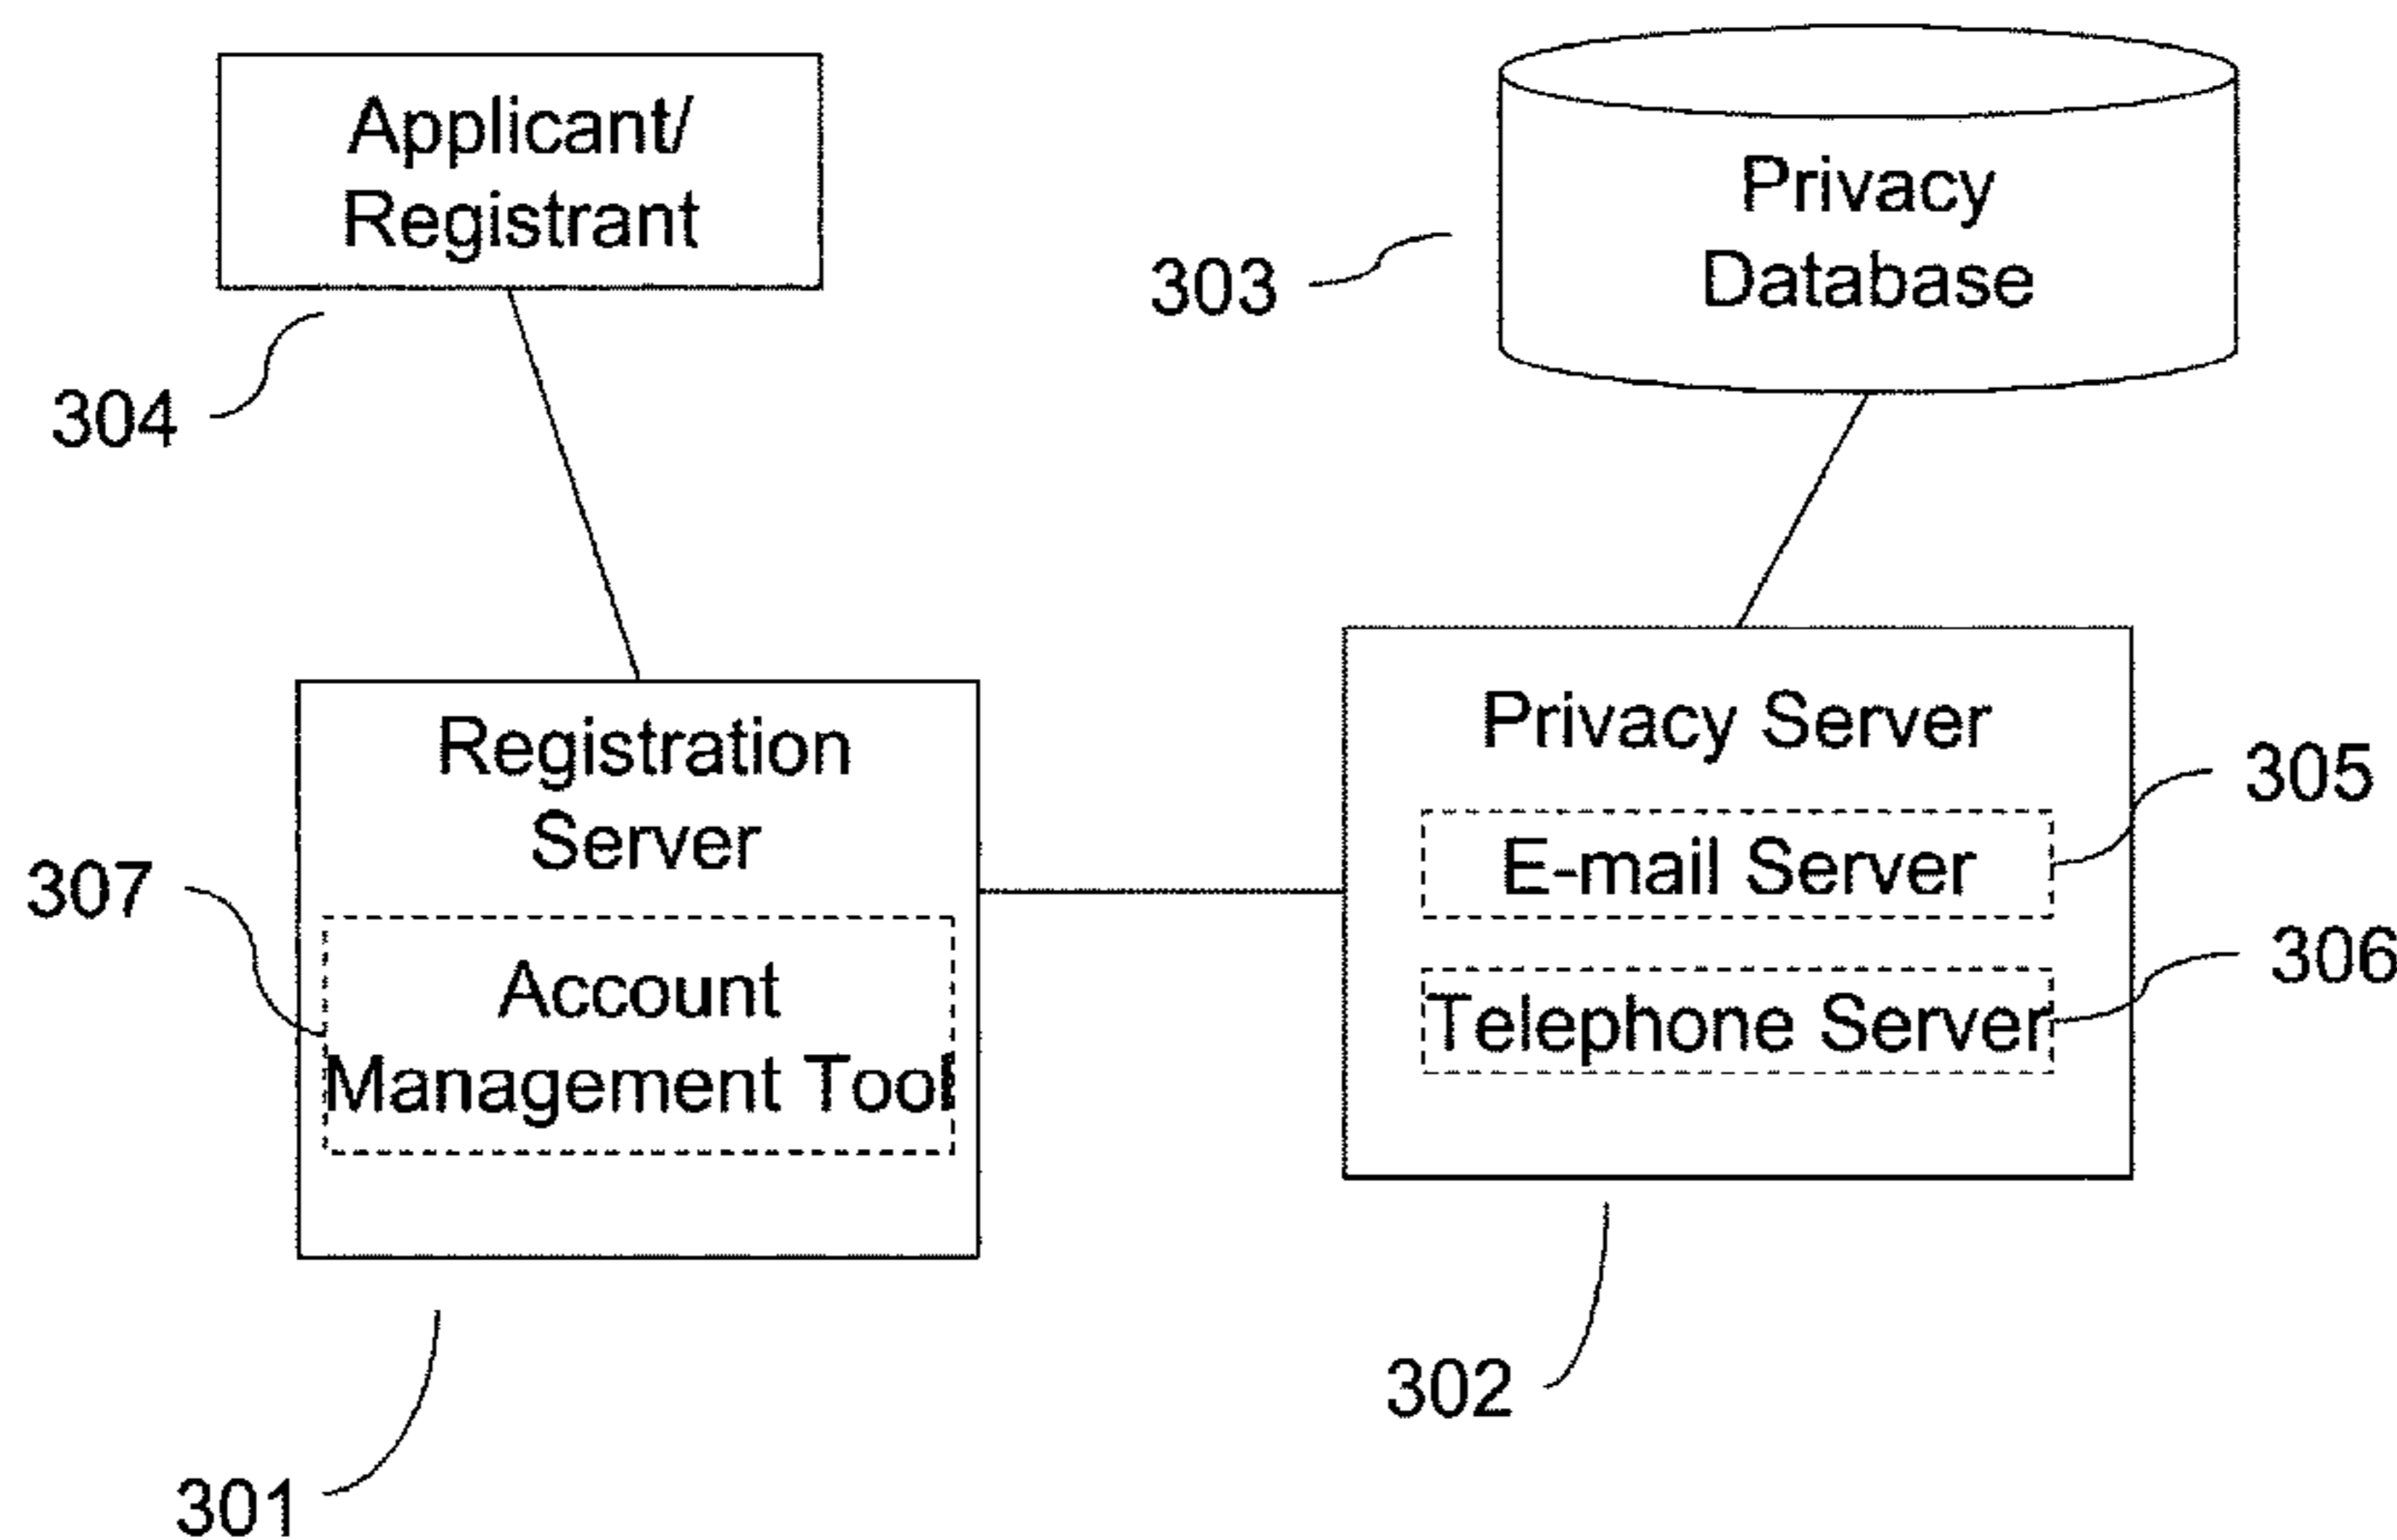 Applicant/
Registrant
304
Privacy
Database
303
Registration
Server
307
Account
Management Tool
301
Privacy Server
305
E-mail Server
306
Telephone Server
302